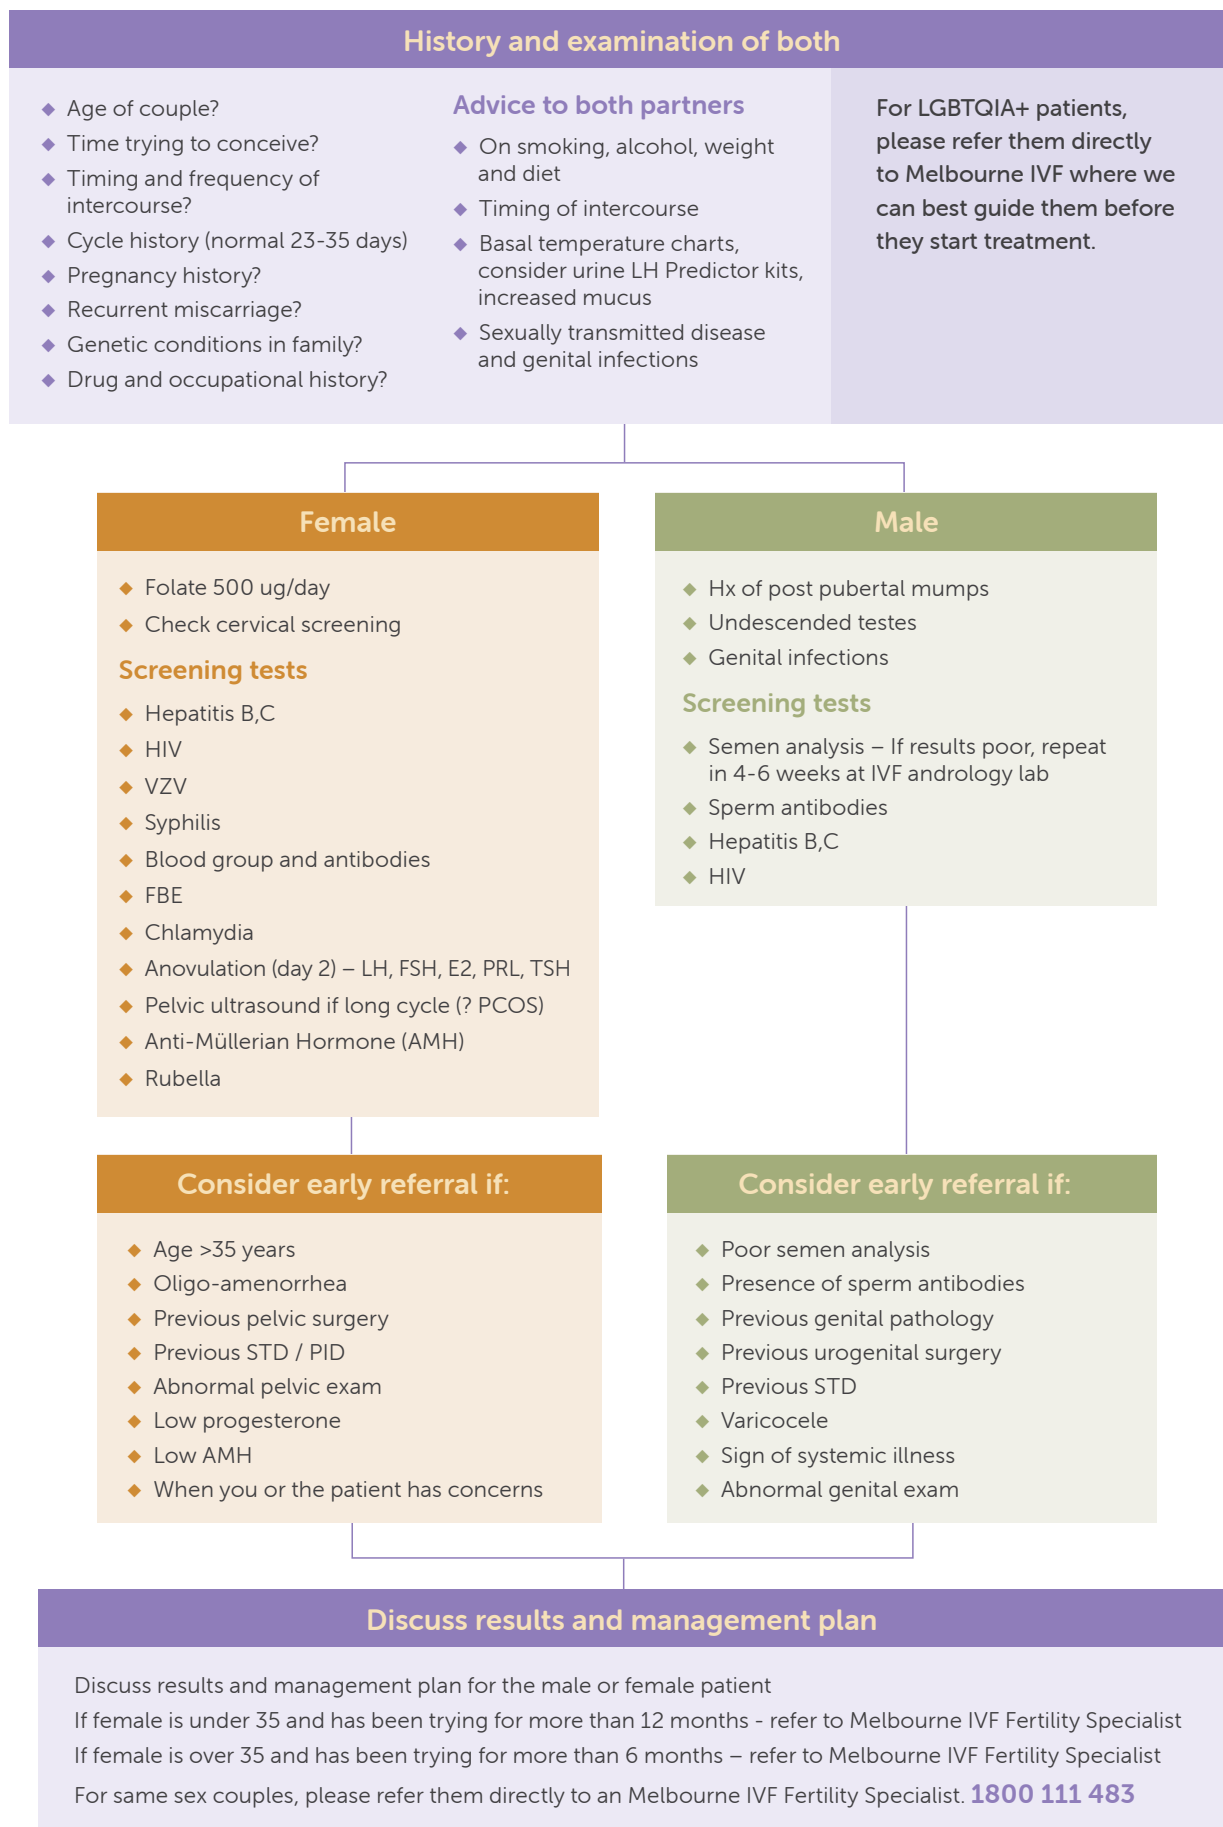 History and examination of both
◆ Age of couple?
◆ Time trying to conceive?
◆ Timing and frequency of
intercourse?
◆ Cycle history (normal 23-35 days)
◆ Pregnancy history?
◆ Recurrent miscarriage?
◆ Genetic conditions in family?
◆ Drug and occupational history?
Advice to both partners
◆ On smoking, alcohol, weight
and diet
◆ Timing of intercourse
◆ Basal temperature charts,
consider urine LH Predictor kits,
increased mucus
◆ Sexually transmitted disease
and genital infections
For LGBTQIA+ patients,
please refer them directly
to Melbourne IVF where we
can best guide them before
they start treatment.
Female
◆ Folate 500 ug/day
◆ Check cervical screening
Screening tests
◆ Hepatitis B,C
◆ HIV
◆ VZV
◆ Syphilis
◆ Blood group and antibodies
◆ FBE
◆ Chlamydia
◆ Anovulation (day 2) – LH, FSH, E2, PRL, TSH
◆ Pelvic ultrasound if long cycle (? PCOS)
◆ Anti-Müllerian Hormone (AMH)
◆ Rubella
Male
◆ Hx of post pubertal mumps
◆ Undescended testes
◆ Genital infections
Screening tests
◆ Semen analysis – If results poor, repeat
in 4-6 weeks at IVF andrology lab
◆ Sperm antibodies
◆ Hepatitis B,C
◆ HIV
Consider early referral if:
◆ Age >35 years
◆ Oligo-amenorrhea
◆ Previous pelvic surgery
◆ Previous STD / PID
◆ Abnormal pelvic exam
◆ Low progesterone
◆ Low AMH
◆ When you or the patient has concerns
Consider early referral if:
◆ Poor semen analysis
◆ Presence of sperm antibodies
◆ Previous genital pathology
◆ Previous urogenital surgery
◆ Previous STD
◆ Varicocele
◆ Sign of systemic illness
◆ Abnormal genital exam
Discuss results and management plan
Discuss results and management plan for the male or female patient
If female is under 35 and has been trying for more than 12 months - refer to Melbourne IVF Fertility Specialist
If female is over 35 and has been trying for more than 6 months – refer to Melbourne IVF Fertility Specialist
For same sex couples, please refer them directly to an Melbourne IVF Fertility Specialist. 1800 111 483